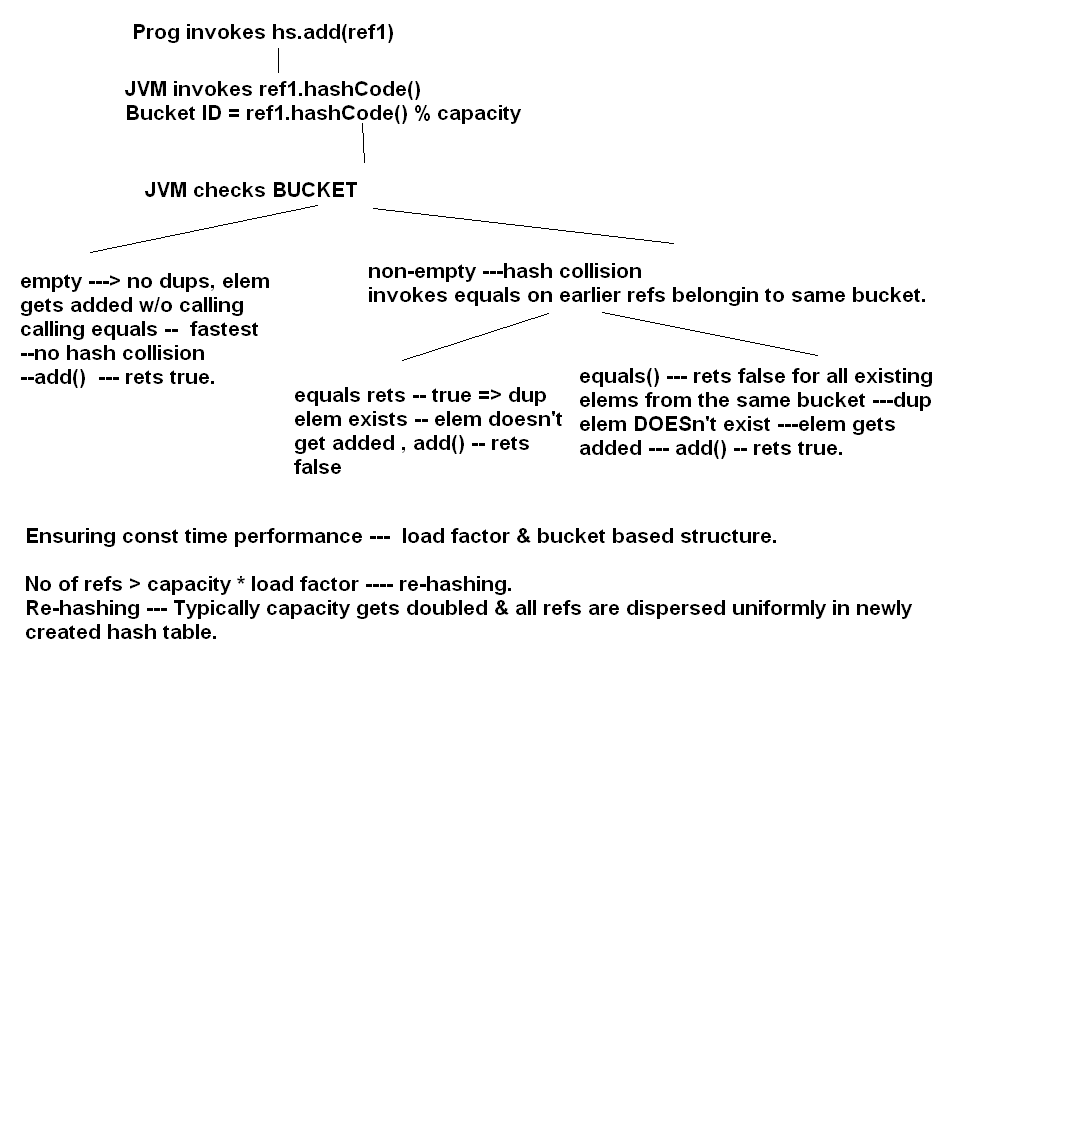 Prog invokes hs.add(ref1)
JVM invokes ref1.hashCode()
Bucket ID = ref1.hashCode() % capacity
JVM checks BUCKET
empty ---> no dups, elem
gets added w/o calling
calling equals -- fastest
--no hash collision
--add() --- rets true.
non-empty ---hash collision
invokes equals on earlier refs belongin to same bucket.
equals rets -- true => dup
elem exists -- elem doesn't
get added , add() -- rets
false
equals() --- rets false for all existing
elems from the same bucket ---dup
elem DOESn't exist ---elem gets
added --- add() -- rets true.
Ensuring const time performance --- load factor & bucket based structure.
No of refs > capacity * load factor ---- re-hashing.
Re-hashing --- Typically capacity gets doubled & all refs are dispersed uniformly in newly
created hash table.